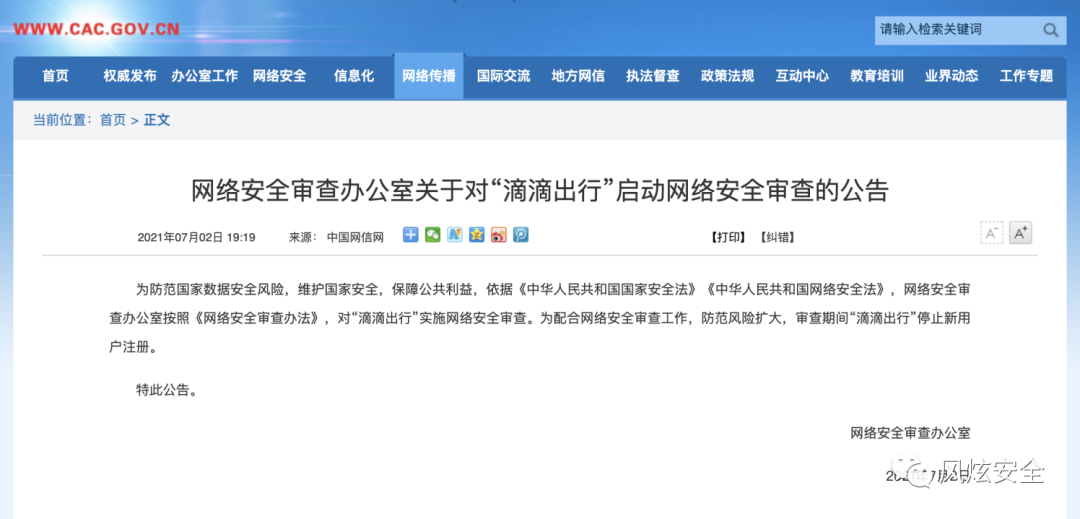 WWW.CAC.GOV.CN
请输入检索关键词
首页 权威发布 办公室工作 网络安全 信息化 网络传播 国际交流 地方网信 执法督查 政策法规 互动中心 教育培训 业界动态 工作专题
当前位置：首页 > 正文
网络安全审查办公室关于对“滴滴出行”启动网络安全审查的公告
2021年07月02日 19:19 来源： 中国网信网 【打印】【纠错】 A- A+
为防范国家数据安全风险，维护国家安全，保障公共利益，依据《中华人民共和国国家安全法》《中华人民共和国网络安全法》，网络安全审
查办公室按照《网络安全审查办法》，对“滴滴出行”实施网络安全审查。为配合网络安全审查工作，防范风险扩大，审查期间“滴滴出行”停止新用
户注册。
特此公告。
网络安全审查办公室
2021年7月2日
风炫安全